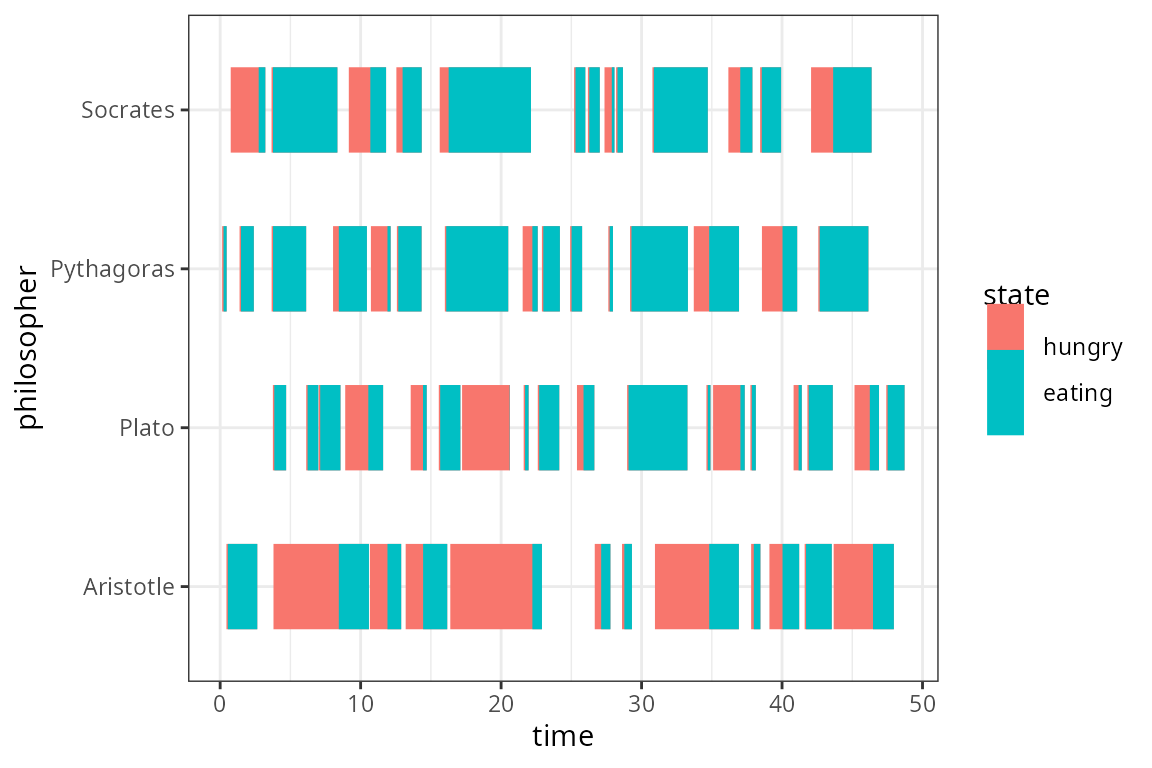 Socrates
Pythagoras
Plato
Aristotle
philosopher
0 10 20 30 40 50
time
state
hungry
eating